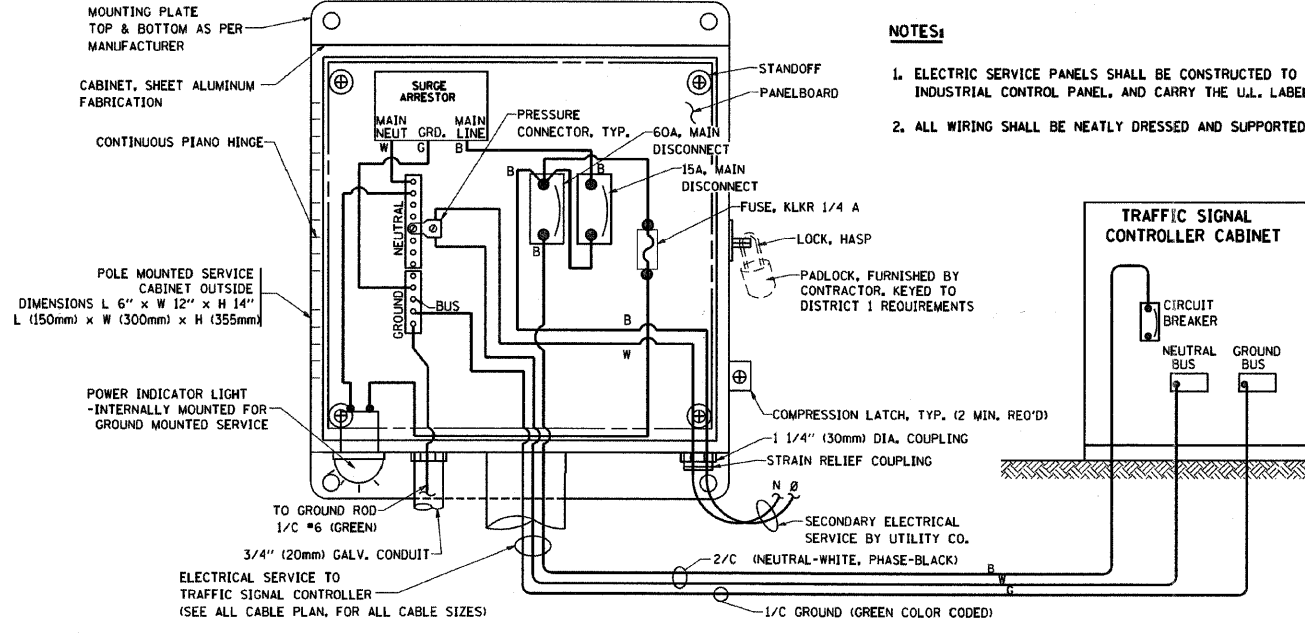 MOUNTING PLATE
TOP & BOTTOM AS PER
MANUFACTURER
CABINET, SHEET ALUMINUM
FABRICATION
CONTINUOUS PIANO HINGE
POLE MOUNTED SERVICE
CABINET OUTSIDE
DIMENSIONS L 6" x W 12" x H 14"
L (150mm) x W (300mm) x H (355mm)
POWER INDICATOR LIGHT
-INTERNALLY MOUNTED FOR
GROUND MOUNTED SERVICE
SURGE
ARRESTOR
MAIN
NEUT
GRD.
MAIN
LINE
W
G
B
PRESSURE
CONNECTOR, TYP.
STANDOFF
PANELBOARD
60A, MAIN
DISCONNECT
15A, MAIN
DISCONNECT
B
B
B
FUSE, KLKR 1/4 A
LOCK, HASP
PADLOCK, FURNISHED BY
CONTRACTOR. KEYED TO
DISTRICT 1 REQUIREMENTS
NEUTRAL
GROUND
BUS
B
W
COMPRESSION LATCH, TYP. (2 MIN. REQ'D)
1 1/4" (30mm) DIA. COUPLING
STRAIN RELIEF COUPLING
N Ø
SECONDARY ELECTRICAL
SERVICE BY UTILITY CO.
TO GROUND ROD
1/C #6 (GREEN)
3/4" (20mm) GALV. CONDUIT
ELECTRICAL SERVICE TO
TRAFFIC SIGNAL CONTROLLER
(SEE ALL CABLE PLAN, FOR ALL CABLE SIZES)
2/C (NEUTRAL-WHITE, PHASE-BLACK)
B
W
G
1/C GROUND (GREEN COLOR CODED)
NOTES:
1. ELECTRIC SERVICE PANELS SHALL BE CONSTRUCTED TO
INDUSTRIAL CONTROL PANEL, AND CARRY THE U.L. LABEL
2. ALL WIRING SHALL BE NEATLY DRESSED AND SUPPORTED
TRAFFIC SIGNAL
CONTROLLER CABINET
CIRCUIT
BREAKER
NEUTRAL
BUS
GROUND
BUS